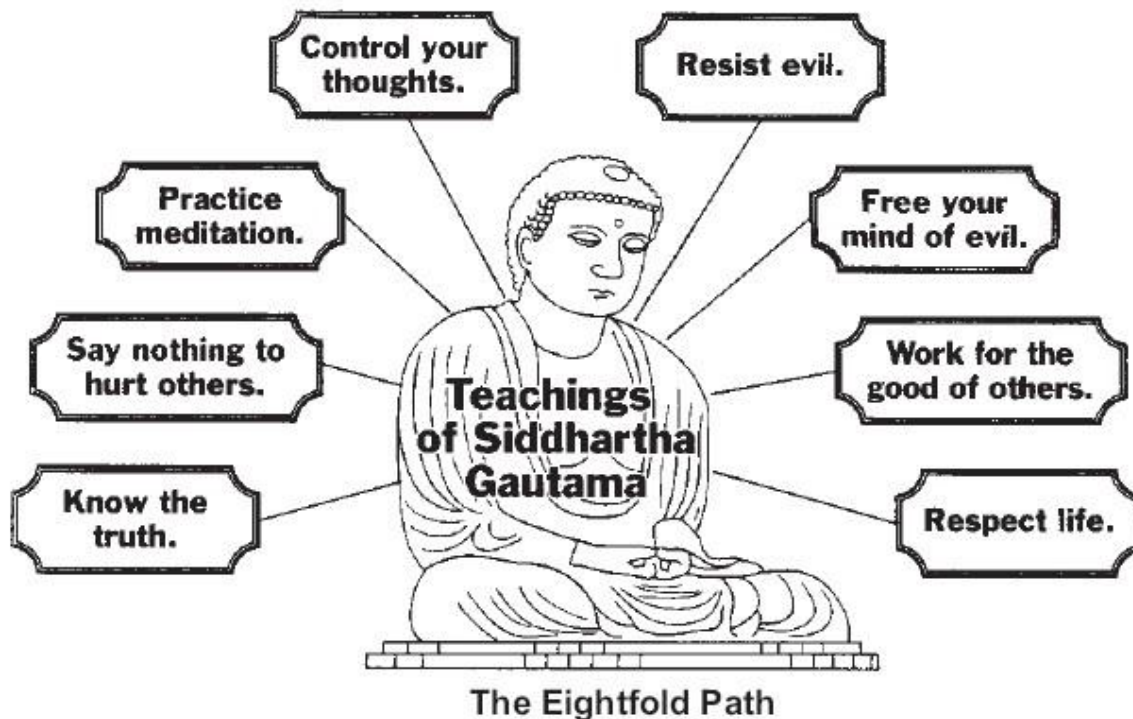 Control your
thoughts.
Resist evil.
Practice
meditation.
Free your
mind of evil.
Say nothing to
hurt others.
Work for the
good of others.
Teachings
of Siddhartha
Gautama
Know the
truth.
Respect life.
The Eightfold Path